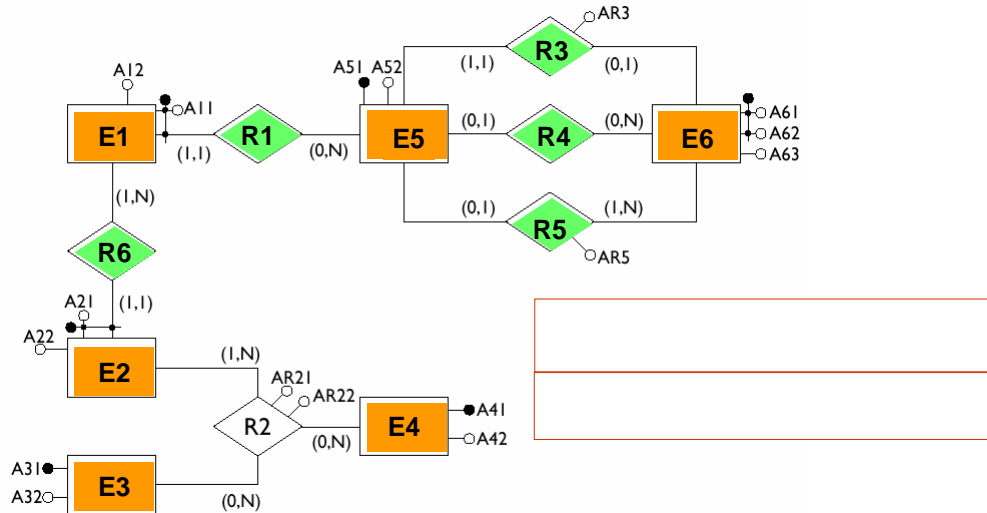 AR3
R3
(1,1)
(0,1)
A12
A51
A52
A11
E1
R1
E5
(0,1)
R4
(0,N)
E6
A61
A62
A63
(1,1)
(0,N)
(1,N)
(0,1)
R5
(1,N)
AR5
R6
A21
(1,1)
A22
E2
(1,N)
AR21
AR22
R2
(0,N)
E4
A41
A42
A31
A32
E3
(0,N)